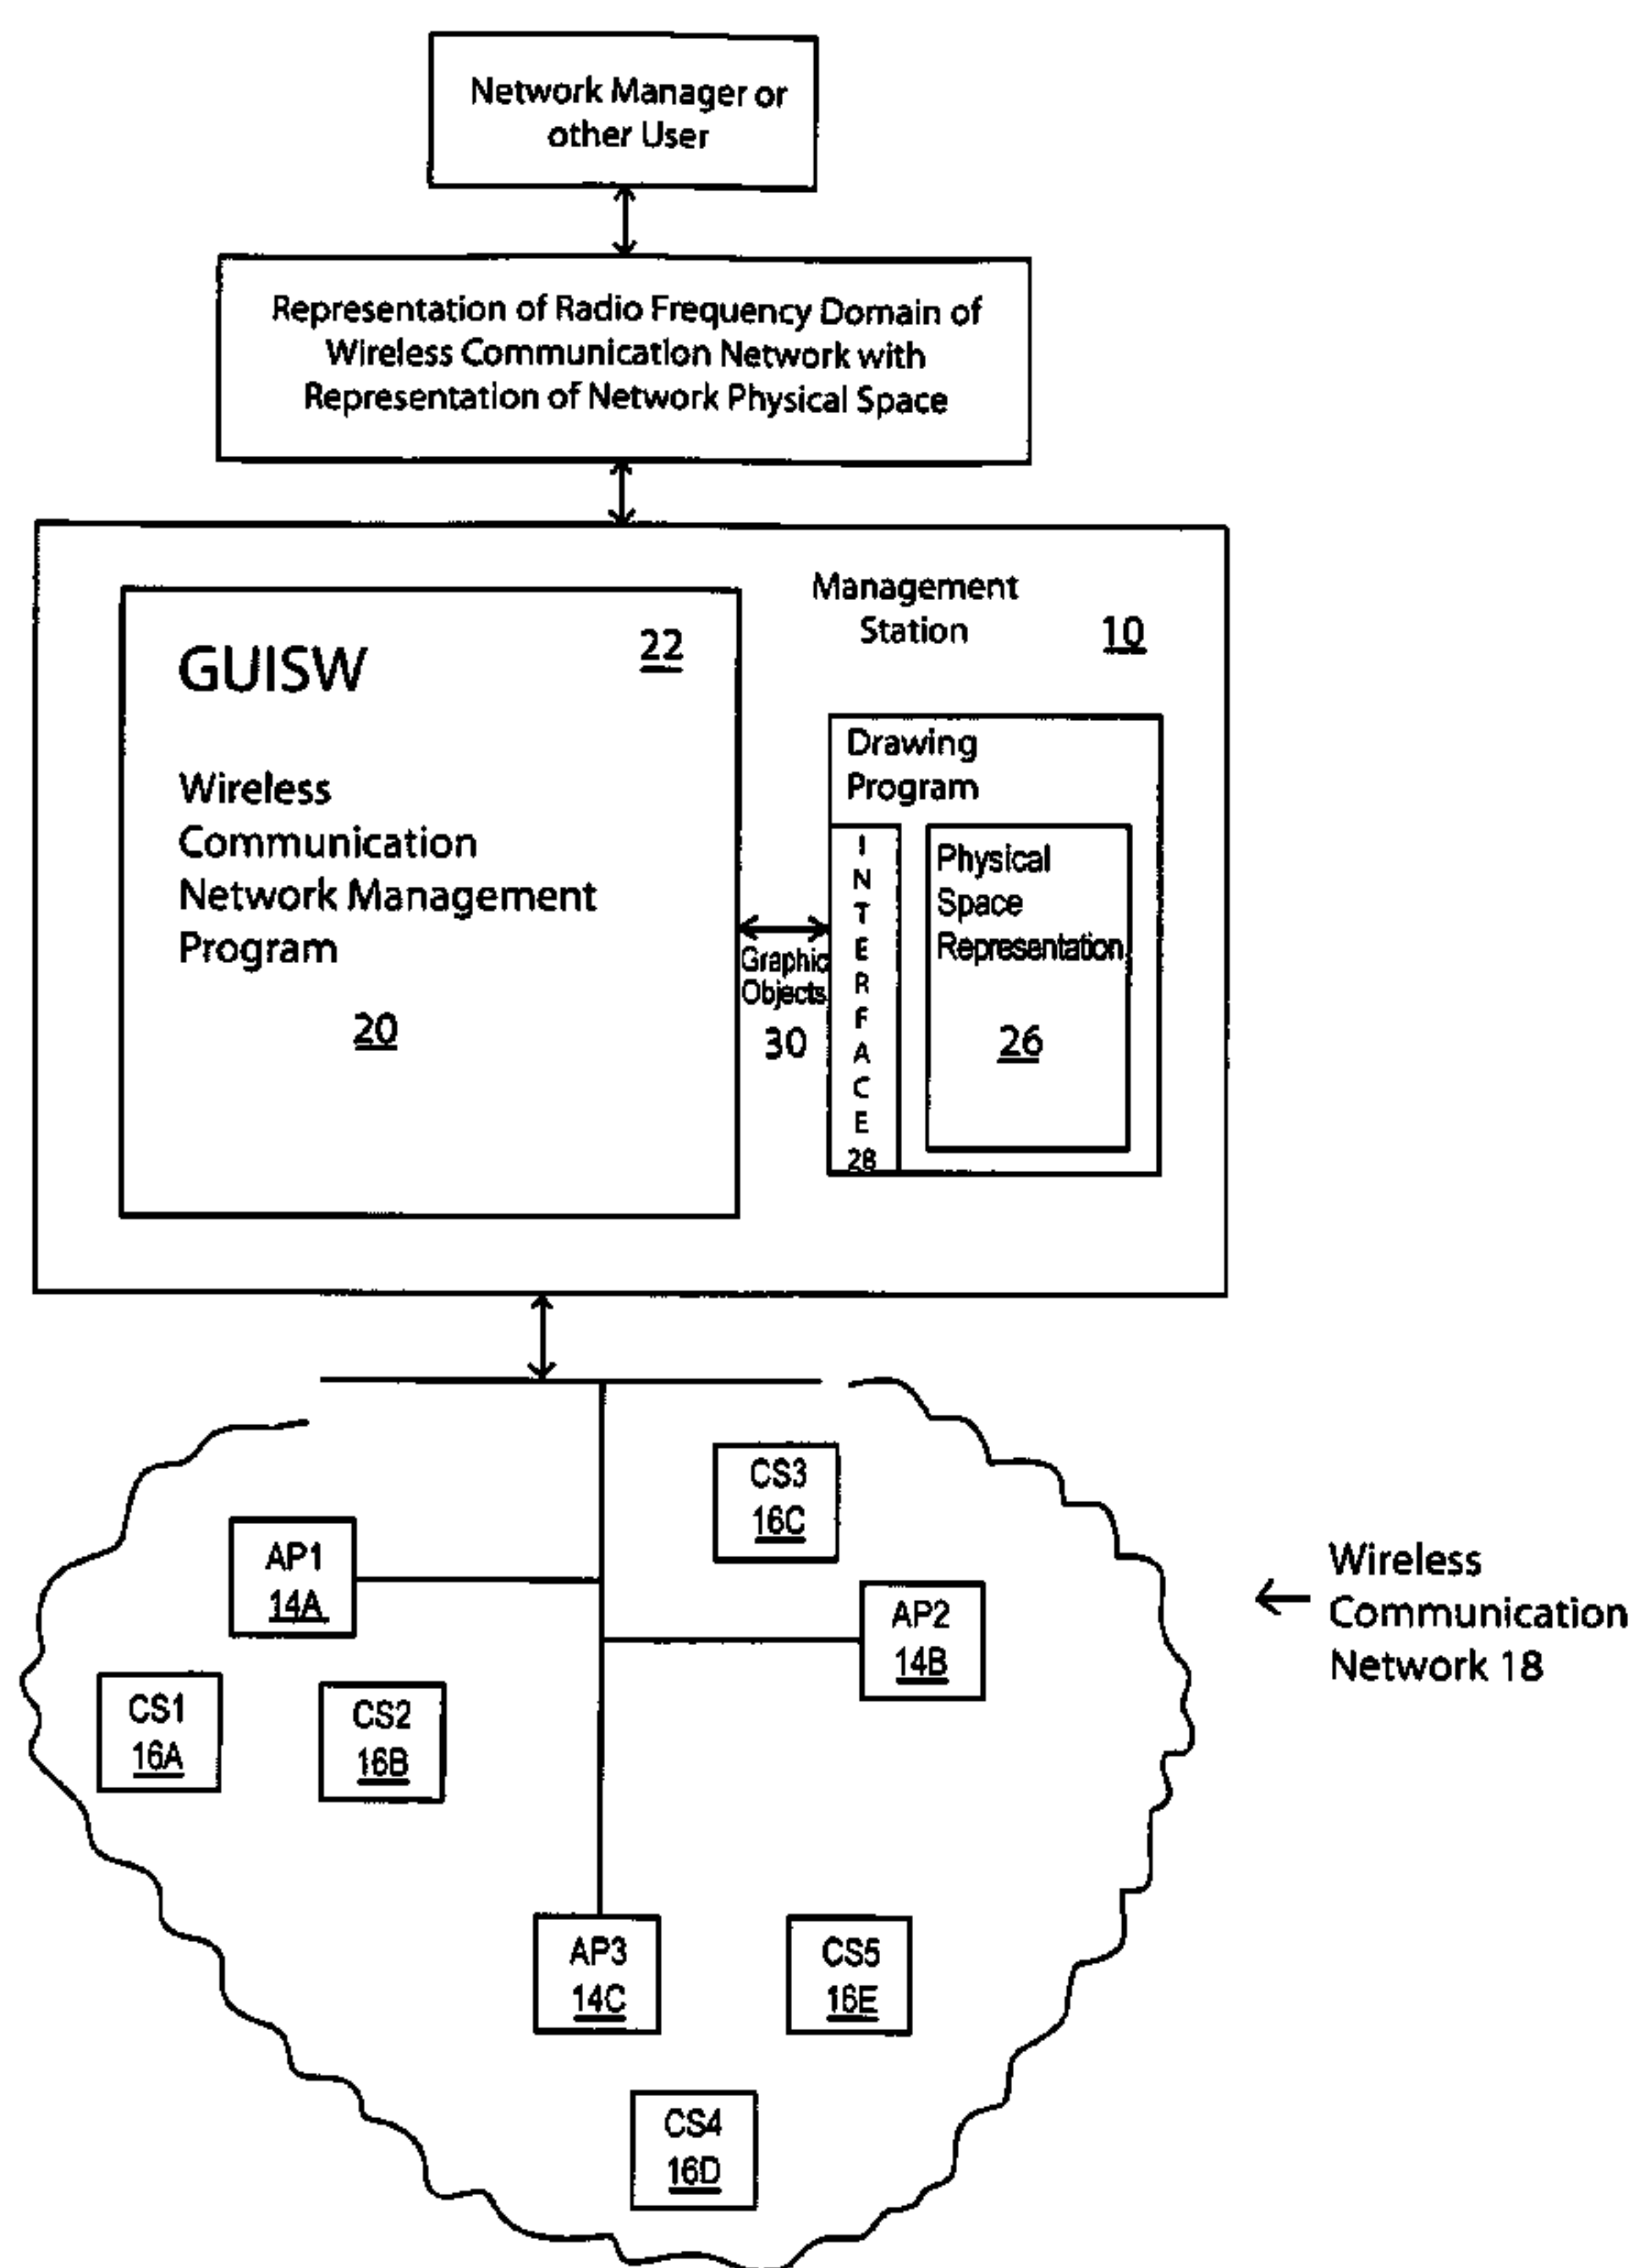 Network Manager or
other User
Representation of Radio Frequency Domain of
Wireless Communication Network with
Representation of Network Physical Space
Management
Station
10
GUISW
22
Wireless
Communication
Network Management
Program
20
Graphic
Objects
30
Drawing
Program
INTERFACE
28
Physical
Space
Representation
26
CS3
16C
AP1
14A
AP2
14B
Wireless
Communication
Network 18
CS1
16A
CS2
16B
AP3
14C
CS5
16E
CS4
16D